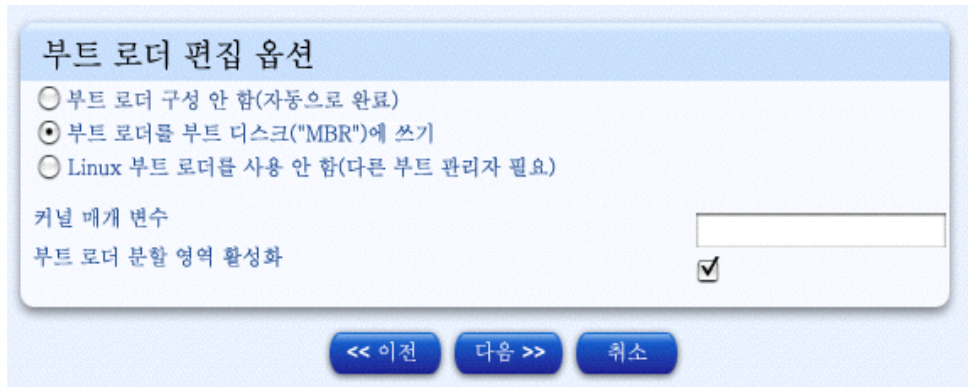 부트 로더 편집 옵션
부트 로더 구성 안 함(자동으로 완료)
부트 로더를 부트 디스크("MBR")에 쓰기
Linux 부트 로더를 사용 안 함(다른 부트 관리자 필요)
커널 매개 변수
부트 로더 분할 영역 활성화
<< 이전 다음 >> 취소